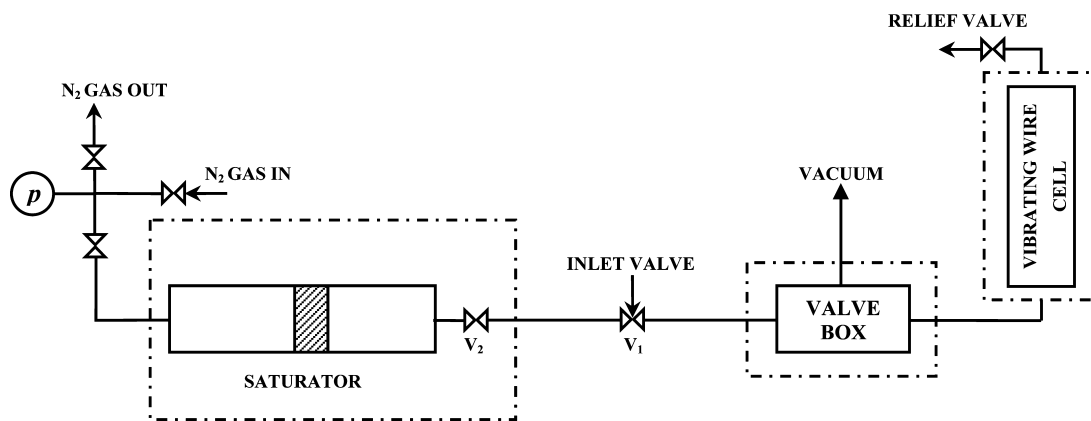 RELIEF VALVE
N₂ GAS OUT
N₂ GAS IN
p
VACUUM
VIBRATING WIRE
CELL
INLET VALVE
VALVE
BOX
V₂
V₁
SATURATOR